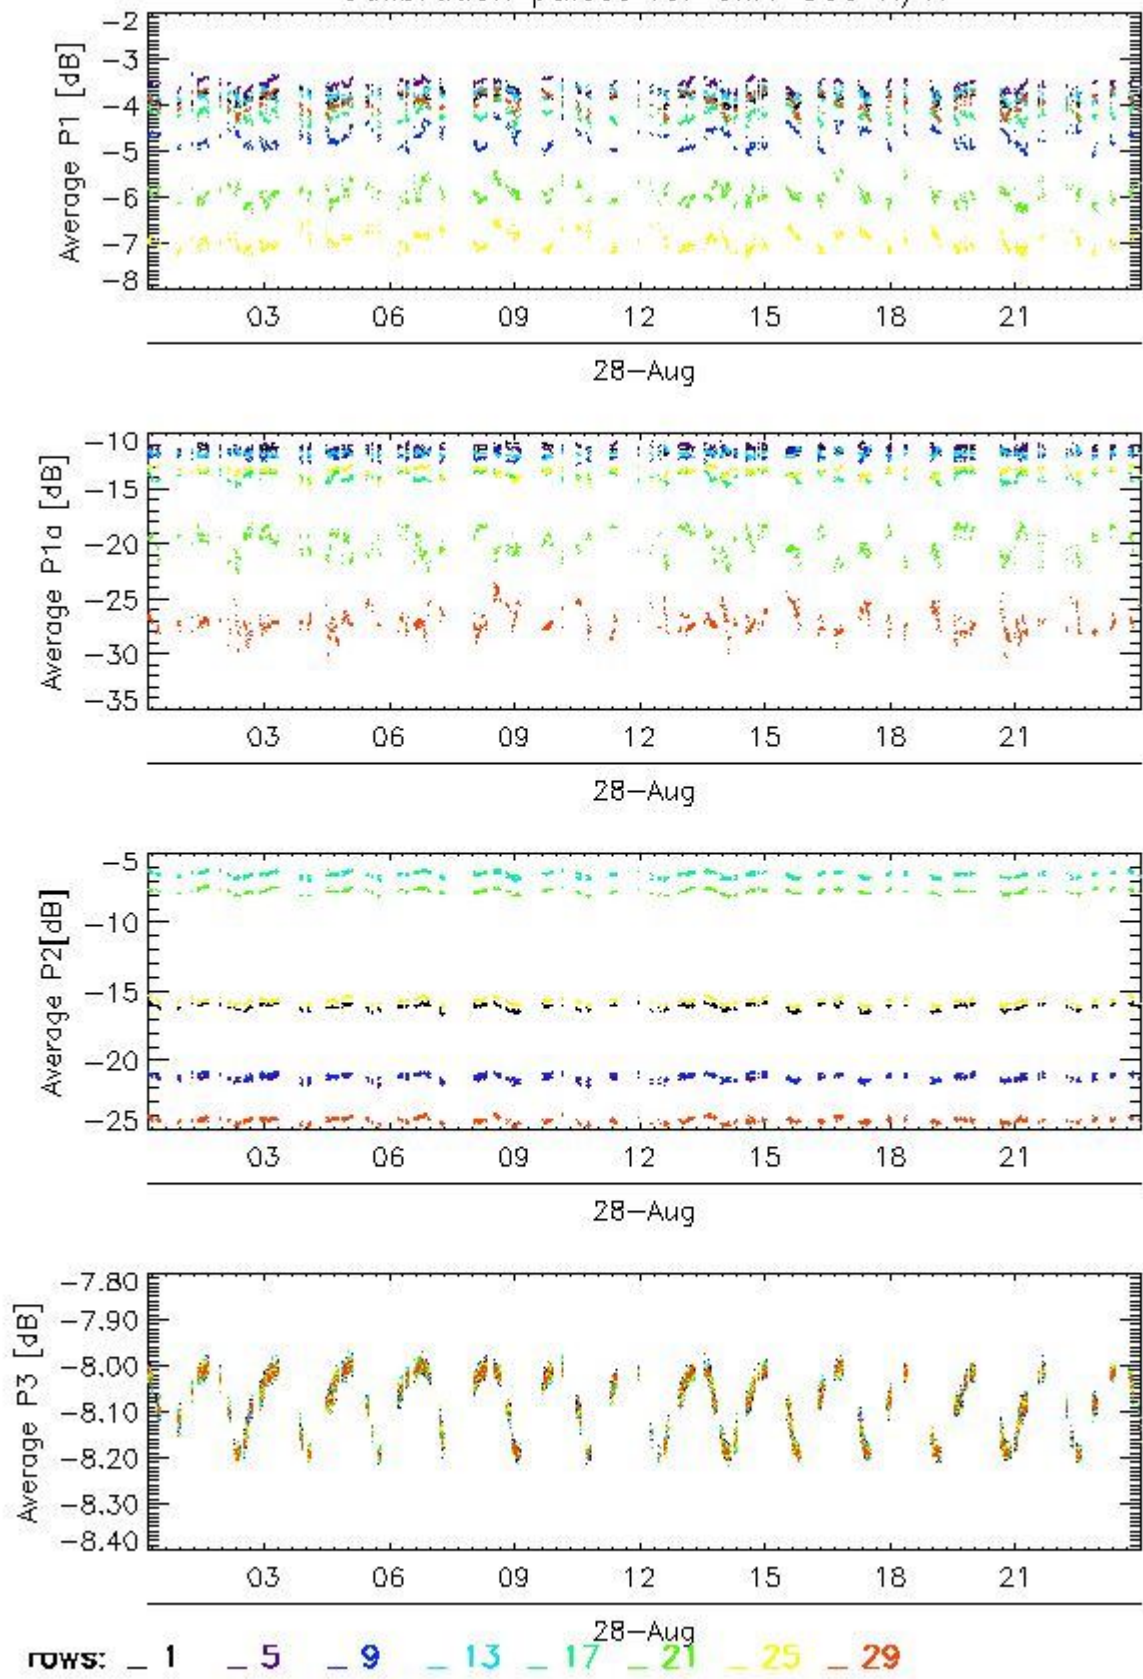 −2
−3
−4
−5
−6
−7
−8
Average P1 [dB]
03 06 09 12 15 18 21
28−Aug
−10
−15
−20
−25
−30
−35
Average P1a [dB]
03 06 09 12 15 18 21
28−Aug
−5
−10
−15
−20
−25
Average P2[dB]
03 06 09 12 15 18 21
28−Aug
−7.80
−7.90
−8.00
−8.10
−8.20
−8.30
−8.40
Average P3 [dB]
03 06 09 12 15 18 21
28−Aug
rows: _ 1 _ 5 _ 9 _ 13 _ 17 _ 21 _ 25 _ 29